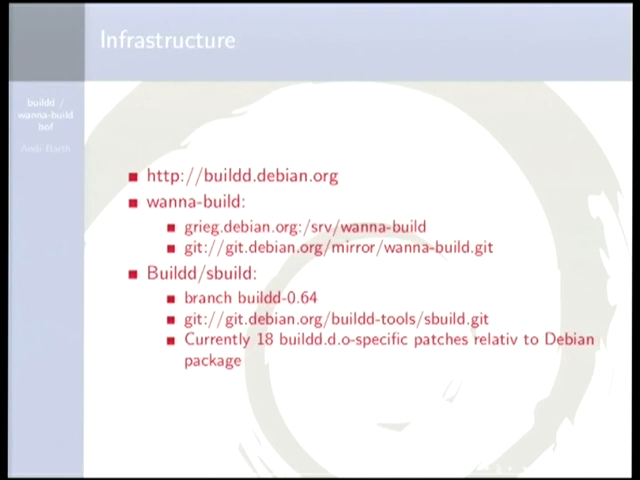 Infrastructure
buildd /
wanna-build
bof
Andi Barth
http://buildd.debian.org
wanna-build:
grieg.debian.org:/srv/wanna-build
git://git.debian.org/mirror/wanna-build.git
Buildd/sbuild:
branch buildd-0.64
git://git.debian.org/buildd-tools/sbuild.git
Currently 18 buildd.d.o-specific patches relativ to Debian
package